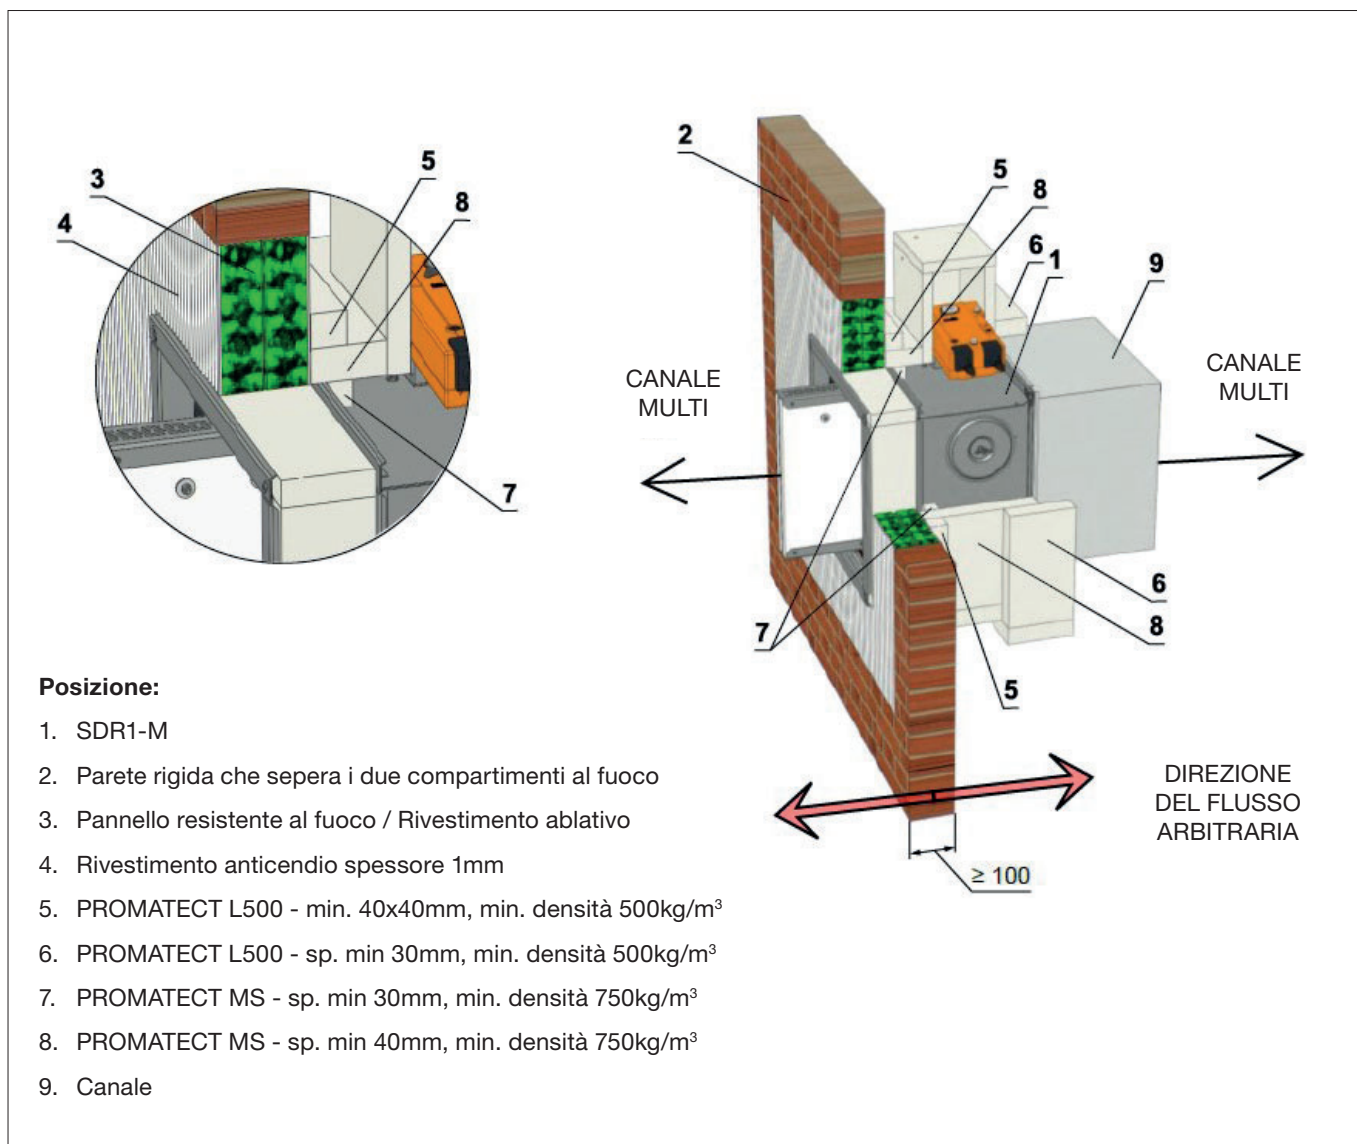 3
4
5
8
7
2
5
8
6
1
9
CANALE
MULTI
CANALE
MULTI
7
6
8
5
DIREZIONE
DEL FLUSSO
ARBITRARIA
≥ 100
Posizione:
1. SDR1-M
2. Parete rigida che sepera i due compartimenti al fuoco
3. Pannello resistente al fuoco / Rivestimento ablativo
4. Rivestimento anticendio spessore 1mm
5. PROMATECT L500 - min. 40x40mm, min. densità 500kg/m³
6. PROMATECT L500 - sp. min 30mm, min. densità 500kg/m³
7. PROMATECT MS - sp. min 30mm, min. densità 750kg/m³
8. PROMATECT MS - sp. min 40mm, min. densità 750kg/m³
9. Canale